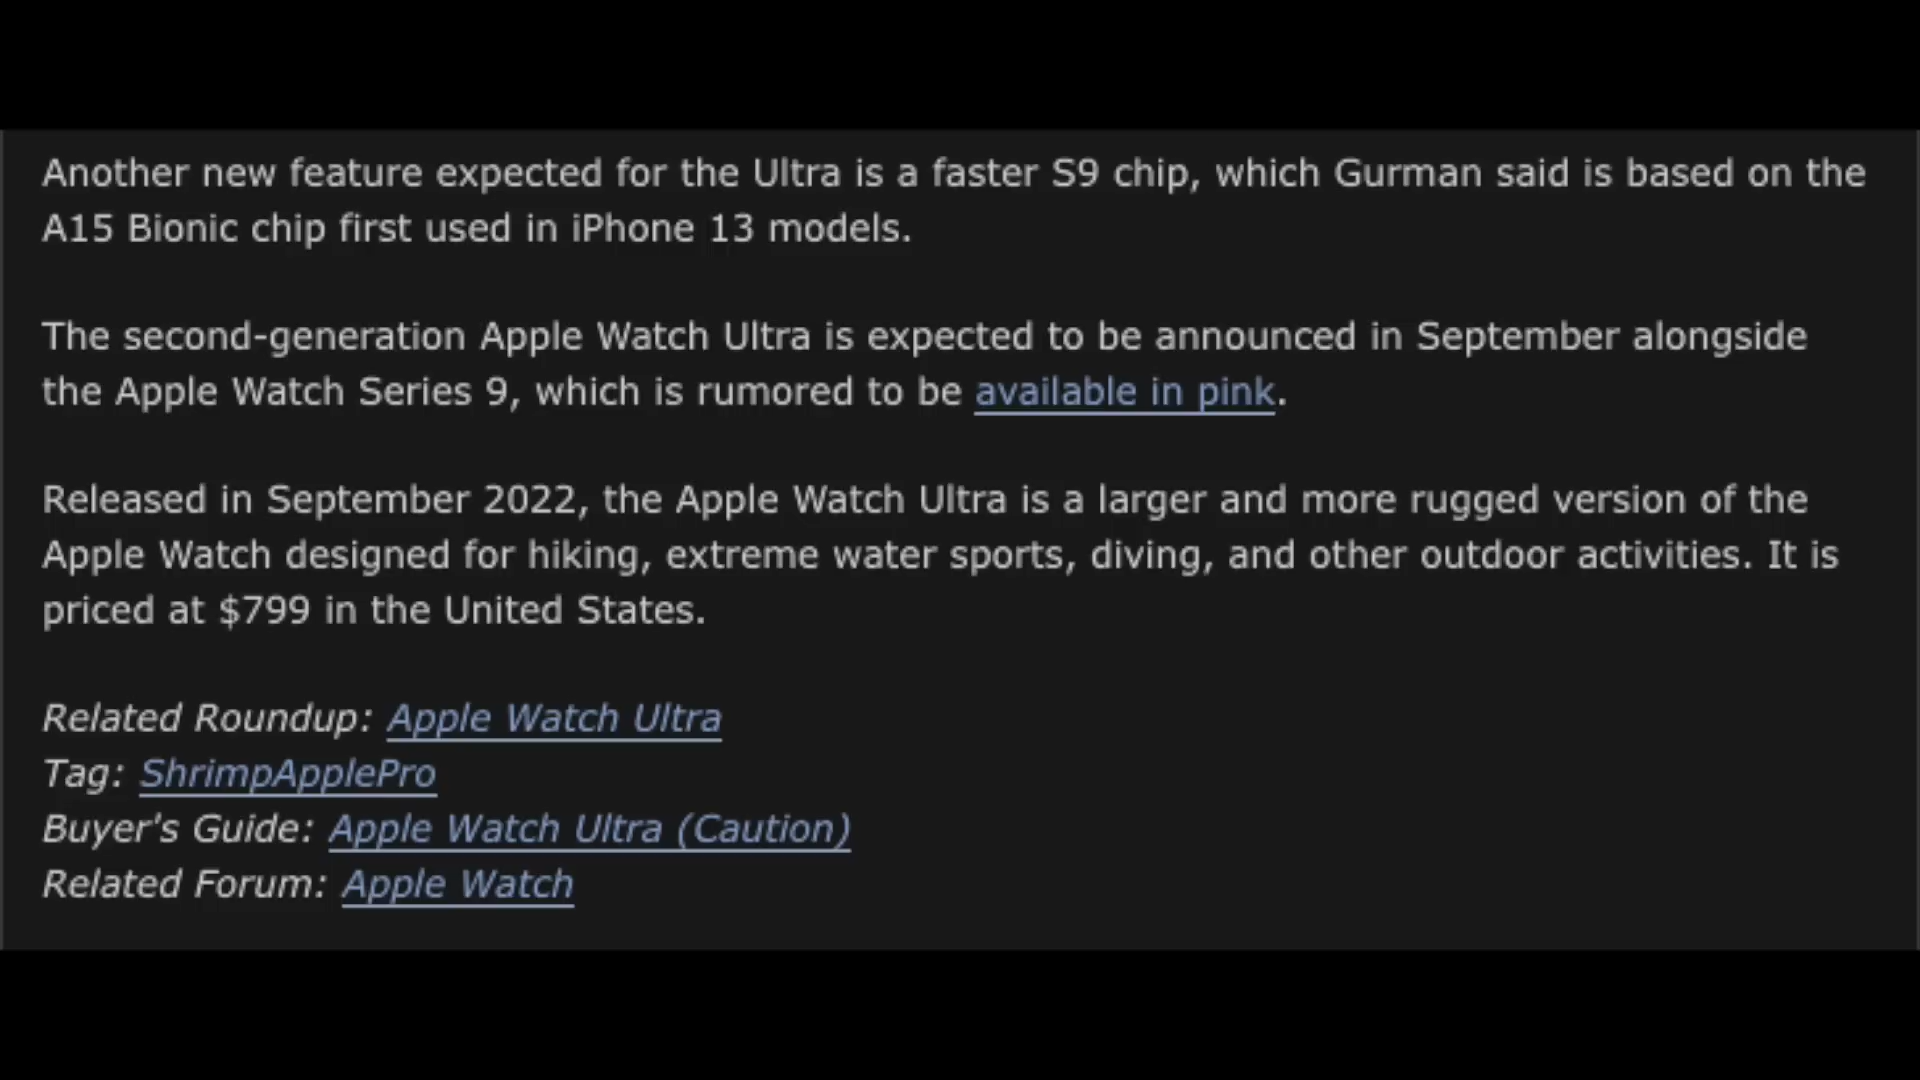 Another new feature expected for the Ultra is a faster S9 chip, which Gurman said is based on the
A15 Bionic chip first used in iPhone 13 models.
The second-generation Apple Watch Ultra is expected to be announced in September alongside
the Apple Watch Series 9, which is rumored to be available in pink.
Released in September 2022, the Apple Watch Ultra is a larger and more rugged version of the
Apple Watch designed for hiking, extreme water sports, diving, and other outdoor activities. It is
priced at $799 in the United States.
Related Roundup: Apple Watch Ultra
Tag: ShrimpApplePro
Buyer's Guide: Apple Watch Ultra (Caution)
Related Forum: Apple Watch